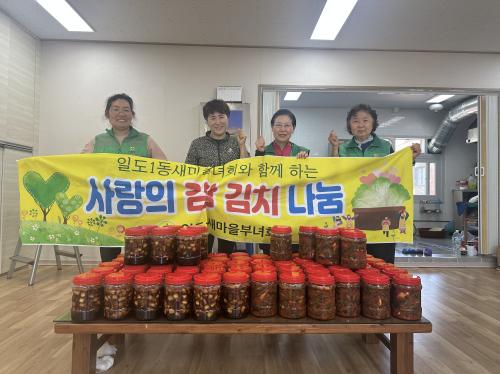 일도1동새마을부녀회와 함께 하는
사랑의 김치 나눔
새마을부녀회